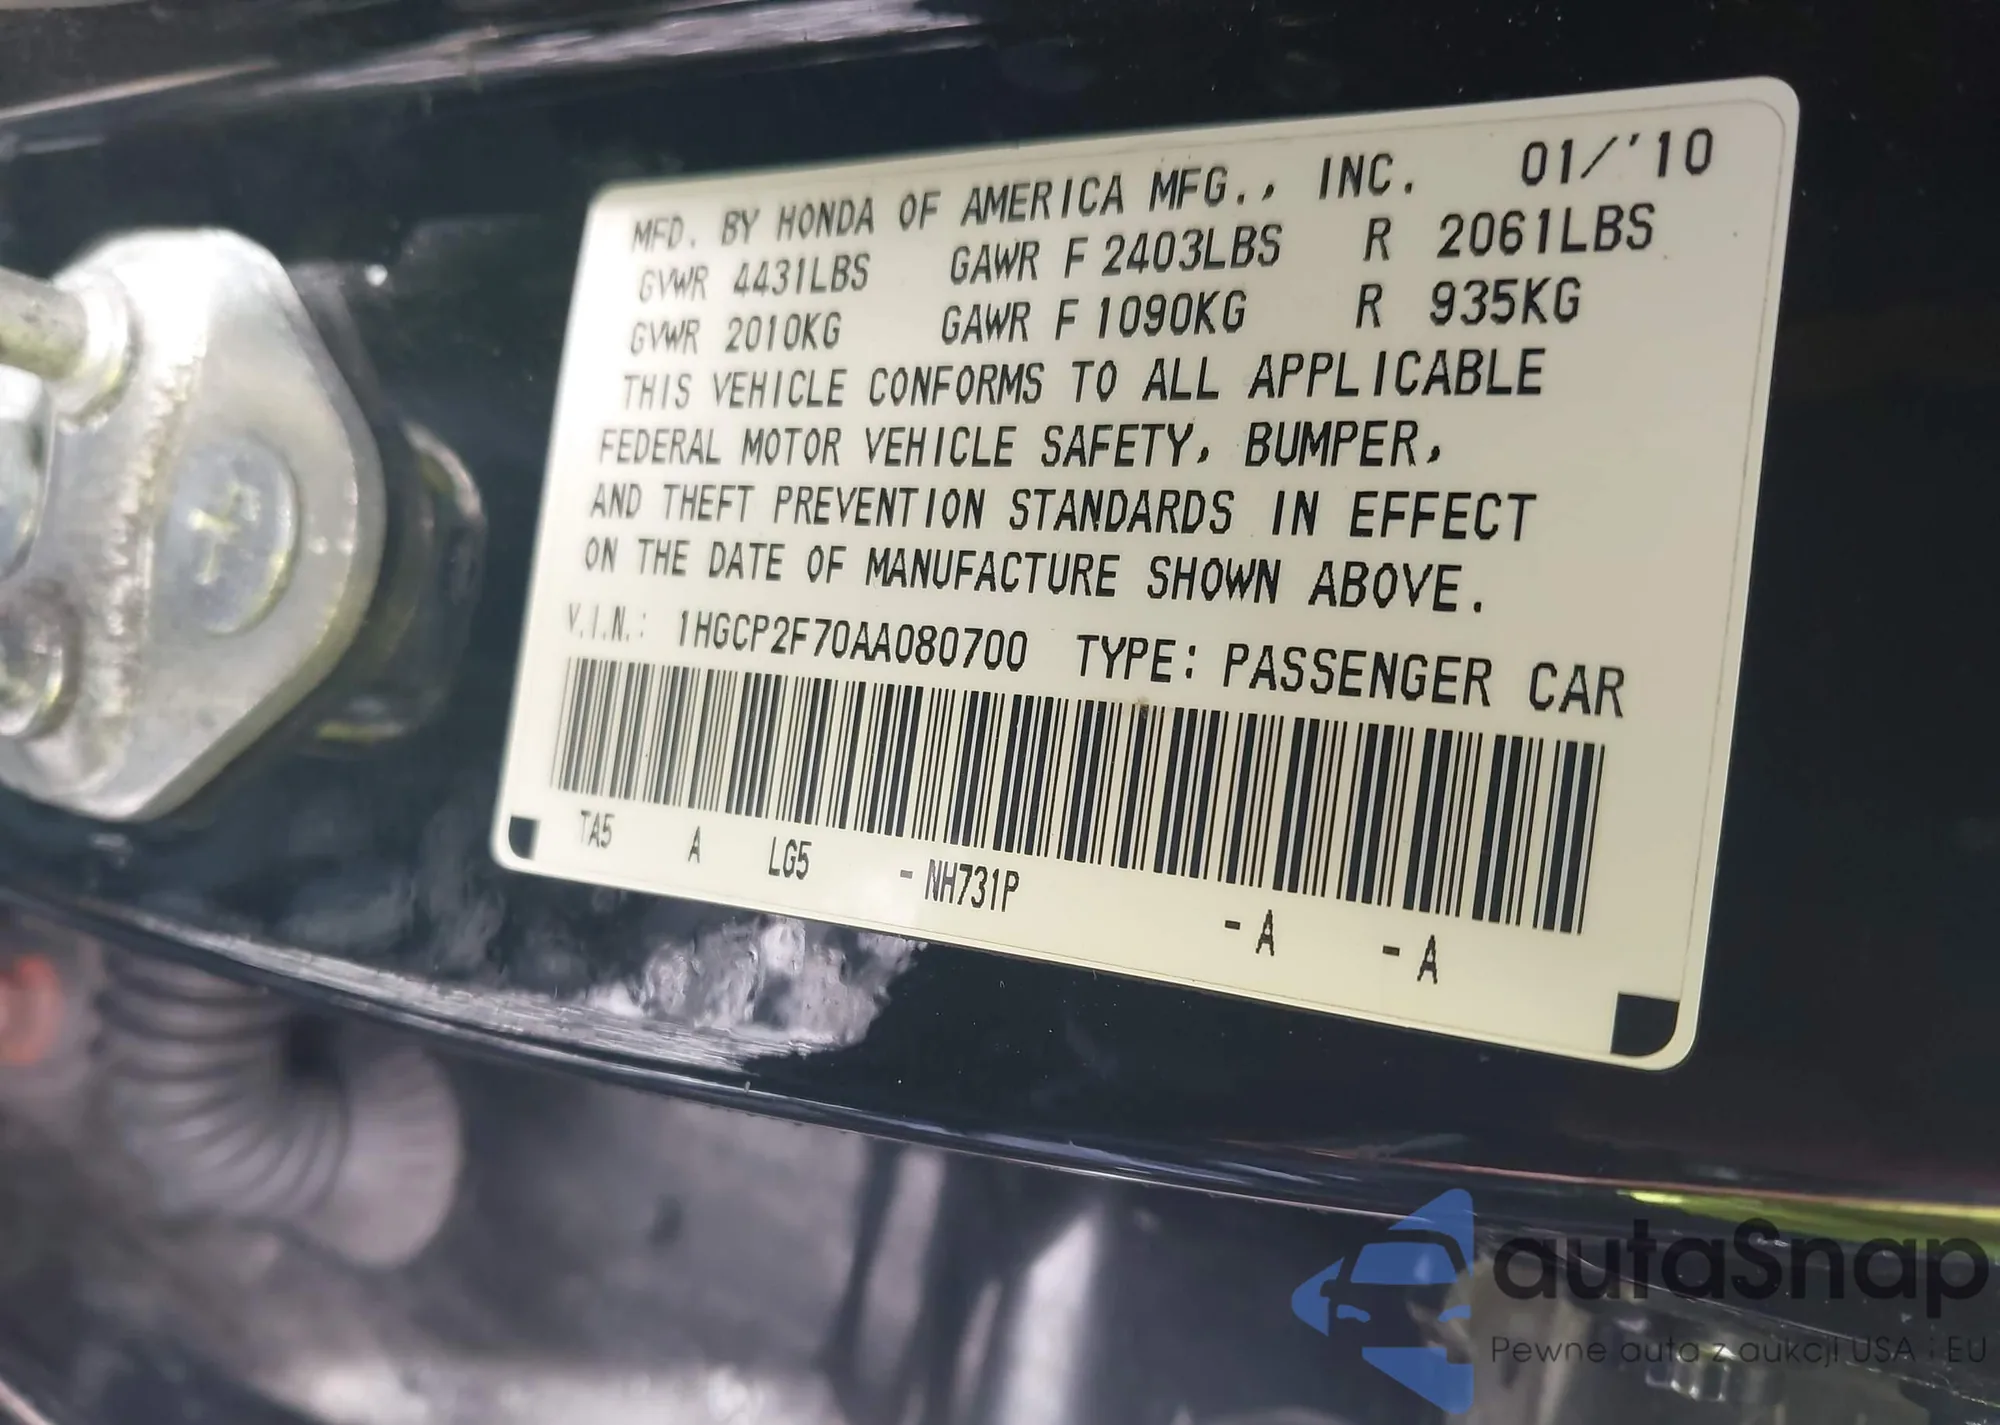 MFD. BY HONDA OF AMERICA MFG., INC. 01/'10
GVWR 4431LBS GAWR F 2403LBS R 2061LBS
GVWR 2010KG GAWR F 1090KG R 935KG
THIS VEHICLE CONFORMS TO ALL APPLICABLE
FEDERAL MOTOR VEHICLE SAFETY, BUMPER,
AND THEFT PREVENTION STANDARDS IN EFFECT
ON THE DATE OF MANUFACTURE SHOWN ABOVE.
V.I.N.: 1HGCP2F70AA080700 TYPE: PASSENGER CAR
TA5 A LG5 -NH731P -A -A
autaSnap
Pewne auta z aukcji USA i EU